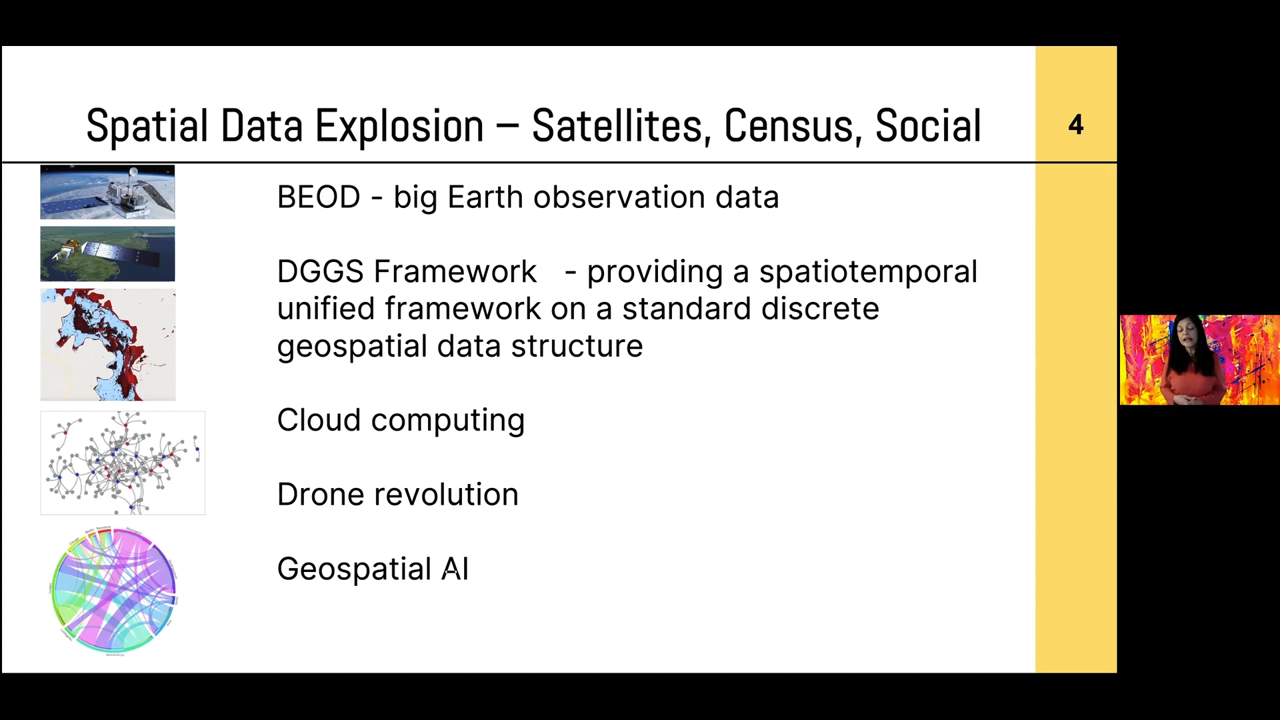 Spatial Data Explosion – Satellites, Census, Social
4
BEOD - big Earth observation data
DGGS Framework - providing a spatiotemporal
unified framework on a standard discrete
geospatial data structure
Cloud computing
Drone revolution
Geospatial AI